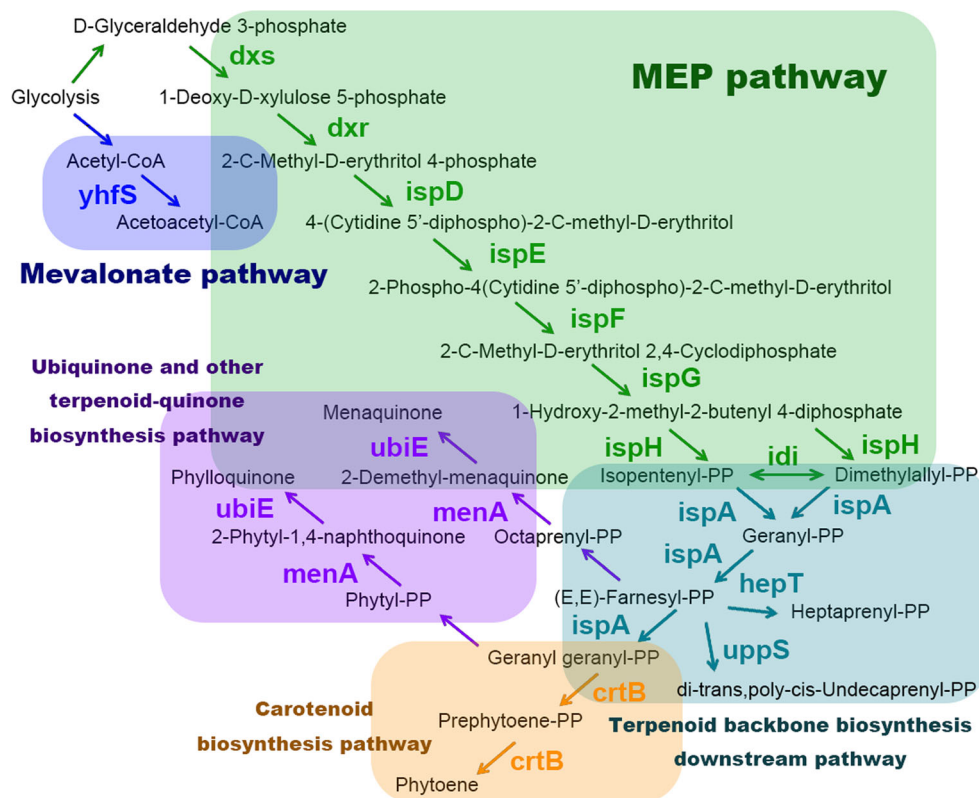 D-Glyceraldehyde 3-phosphate
dxs
MEP pathway
Glycolysis
1-Deoxy-D-xylulose 5-phosphate
dxr
Acetyl-CoA
2-C-Methyl-D-erythritol 4-phosphate
yhfS
ispD
Acetoacetyl-CoA
4-(Cytidine 5'-diphospho)-2-C-methyl-D-erythritol
Mevalonate pathway
ispE
2-Phospho-4(Cytidine 5'-diphospho)-2-C-methyl-D-erythritol
ispF
2-C-Methyl-D-erythritol 2,4-Cyclodiphosphate
Ubiquinone and other
terpenoid-quinone
biosynthesis pathway
ispG
Menaquinone
1-Hydroxy-2-methyl-2-butenyl 4-diphosphate
ubiE
ispH
idi
ispH
Phylloquinone
2-Demethyl-menaquinone
Isopentenyl-PP
Dimethylallyl-PP
ubiE
menA
ispA
ispA
2-Phytyl-1,4-naphthoquinone
Octaprenyl-PP
Geranyl-PP
ispA
menA
hepT
Phytyl-PP
(E,E)-Farnesyl-PP
Heptaprenyl-PP
ispA
uppS
Geranyl geranyl-PP
crtB
di-trans,poly-cis-Undecaprenyl-PP
Carotenoid
biosynthesis pathway
Prephytoene-PP
Terpenoid backbone biosynthesis
downstream pathway
crtB
Phytoene